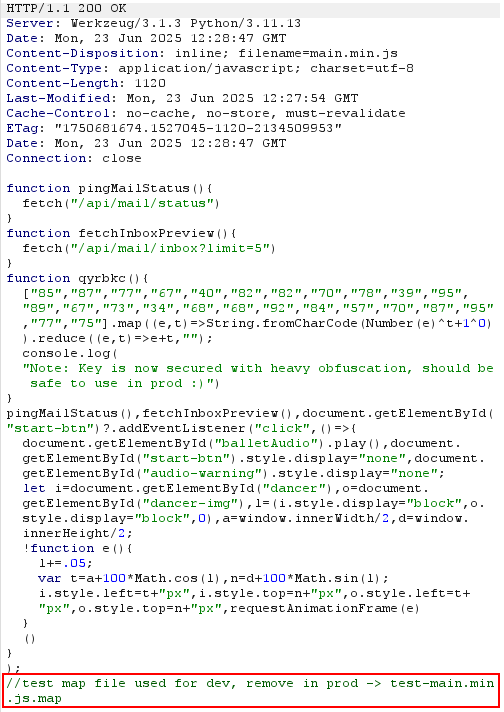 HTTP/1.1 200 OK
Server: Werkzeug/3.1.3 Python/3.11.13
Date: Mon, 23 Jun 2025 12:28:47 GMT
Content-Disposition: inline; filename=main.min.js
Content-Type: application/javascript; charset=utf-8
Content-Length: 1120
Last-Modified: Mon, 23 Jun 2025 12:27:54 GMT
Cache-Control: no-cache, no-store, must-revalidate
ETag: "1750681674.1527045-1120-2134509953"
Date: Mon, 23 Jun 2025 12:28:47 GMT
Connection: close

function pingMailStatus(){
  fetch("/api/mail/status")
}
function fetchInboxPreview(){
  fetch("/api/mail/inbox?limit=5")
}
function qyrbkc(){
  ["85","87","77","67","40","82","82","70","78","39","95",
  "89","67","73","34","68","68","92","84","57","70","87","95"
  ,"77","75"].map((e,t)=>String.fromCharCode(Number(e)^t+1^0)
  ).reduce((e,t)=>e+t,"");
  console.log(
  "Note: Key is now secured with heavy obfuscation, should be
   safe to use in prod :)")
}
pingMailStatus(),fetchInboxPreview(),document.getElementById(
"start-btn")?.addEventListener("click",()=>{
  document.getElementById("balletAudio").play(),document.
  getElementById("start-btn").style.display="none",document.
  getElementById("audio-warning").style.display="none";
  let i=document.getElementById("dancer"),o=document.
  getElementById("dancer-img"),l=(i.style.display="block",o.
  style.display="block",0),a=window.innerWidth/2,d=window.
  innerHeight/2;
  !function e(){
    l+=.05;
    var t=a+100*Math.cos(l),n=d+100*Math.sin(l);
    i.style.left=t+"px",i.style.top=n+"px",o.style.left=t+
    "px",o.style.top=n+"px",requestAnimationFrame(e)
  }
  ()
}
);
//test map file used for dev, remove in prod -> test-main.min
.js.map